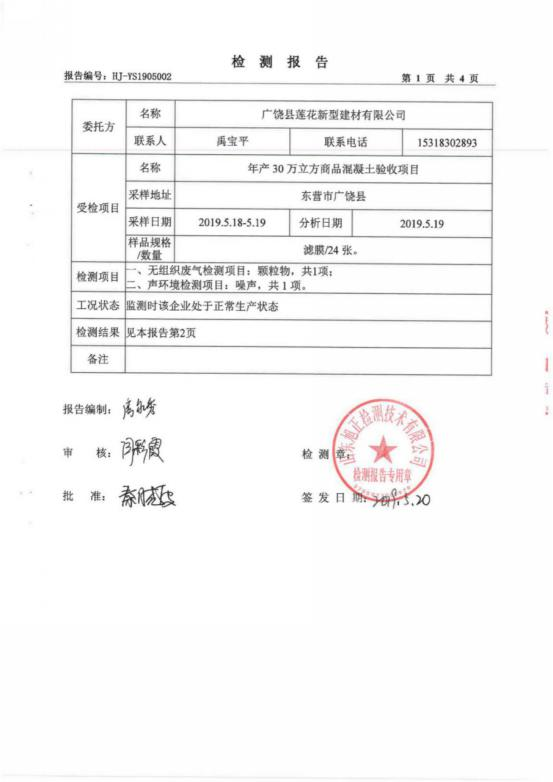 检 测 报 告
报告编号：HJ-YS1905002 第 1 页 共 4 页
委托方 名称 广饶县莲花新型建材有限公司
联系人 禹宝平 联系电话 15318302893
受检项目 名称 年产 30 万立方商品混凝土验收项目
采样地址 东营市广饶县
采样日期 2019.5.18-5.19 分析日期 2019.5.19
样品规格
/数量 滤膜/24 张。
检测项目 一、无组织废气检测项目：颗粒物，共1项；
二、声环境检测项目：噪声，共 1 项。
工况状态 监测时该企业处于正常生产状态
检测结果 见本报告第2页
备注
报告编制：
审 核： 闫彩霞
检 测 章：
山东旭正检测技术有限公司
检测报告专用章
批 准：
签 发 日 期： 2019.5.20